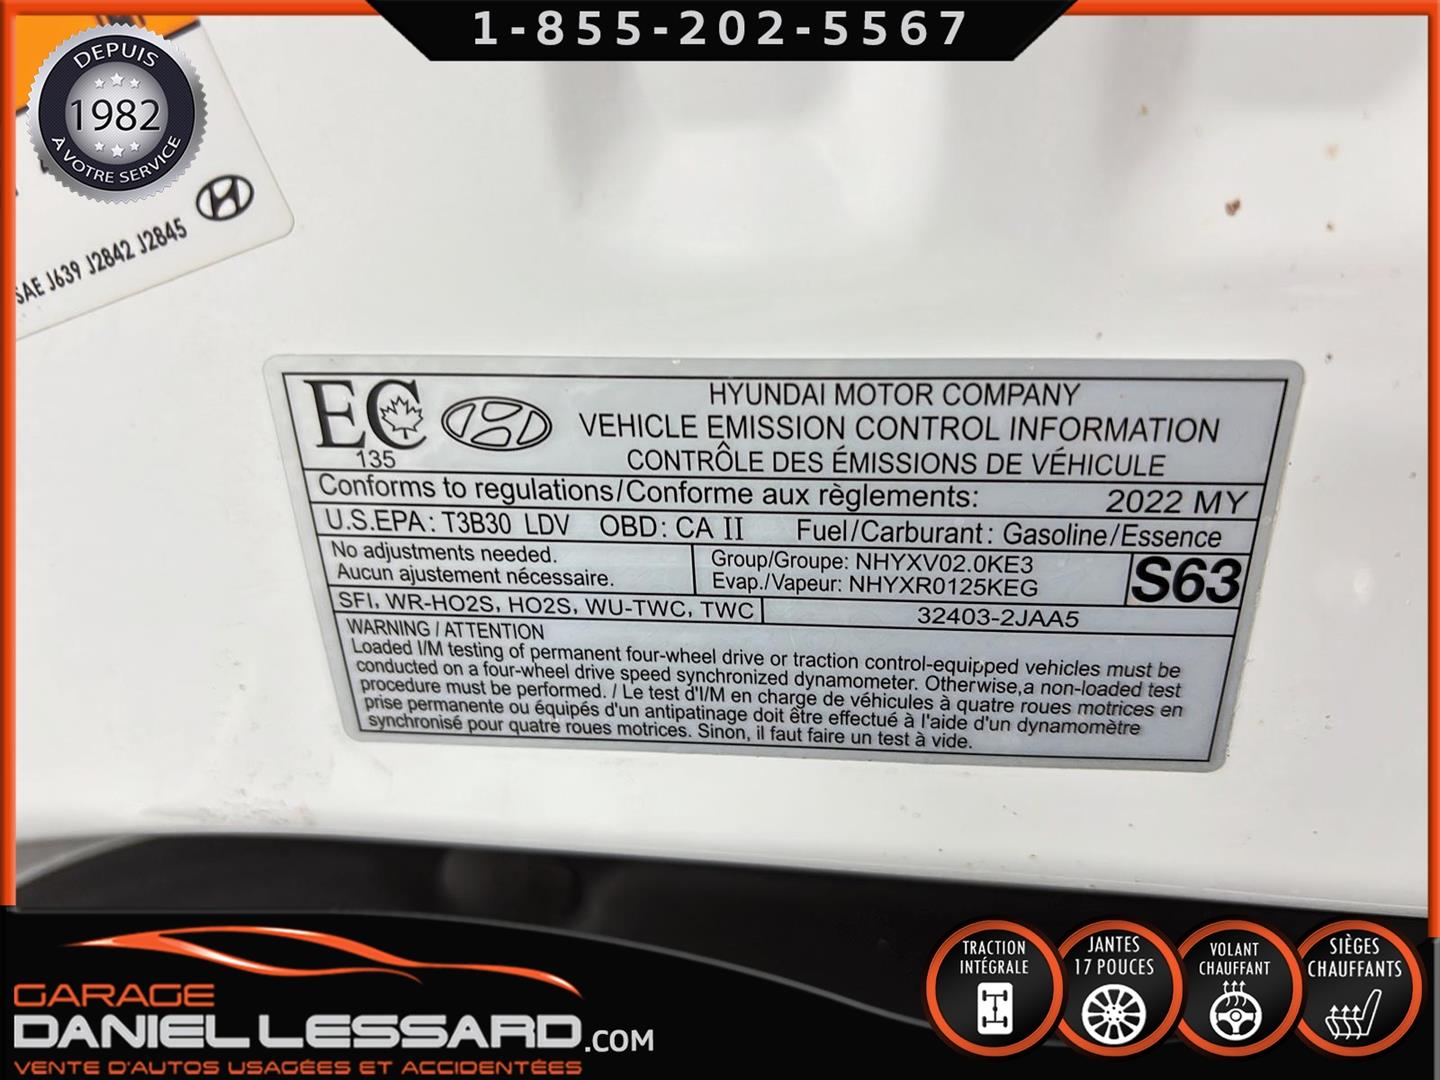 1-855-202-5567
DEPUIS
1982
À VOTRE SERVICE
SAE J639 J2842 J2845
EC
135
HYUNDAI MOTOR COMPANY
VEHICLE EMISSION CONTROL INFORMATION
CONTRÔLE DES ÉMISSIONS DE VÉHICULE
Conforms to regulations/Conforme aux règlements: 2022 MY
U.S.EPA: T3B30 LDV OBD: CA II Fuel/Carburant: Gasoline/Essence
No adjustments needed.
Aucun ajustement nécessaire.
Group/Groupe: NHYXV02.0KE3
Evap./Vapeur: NHYXR0125KEG
S63
SFI, WR-HO2S, HO2S, WU-TWC, TWC
32403-2JAA5
WARNING / ATTENTION
Loaded I/M testing of permanent four-wheel drive or traction control-equipped vehicles must be
conducted on a four-wheel drive speed synchronized dynamometer. Otherwise,a non-loaded test
procedure must be performed. / Le test d'I/M en charge de véhicules à quatre roues motrices en
prise permanente ou équipés d'un antipatinage doit être effectué à l'aide d'un dynamomètre
synchronisé pour quatre roues motrices. Sinon, il faut faire un test à vide.
GARAGE
DANIEL LESSARD.COM
VENTE D'AUTOS USAGÉES ET ACCIDENTÉES
TRACTION
INTÉGRALE
JANTES
17 POUCES
VOLANT
CHAUFFANT
SIÈGES
CHAUFFANTS